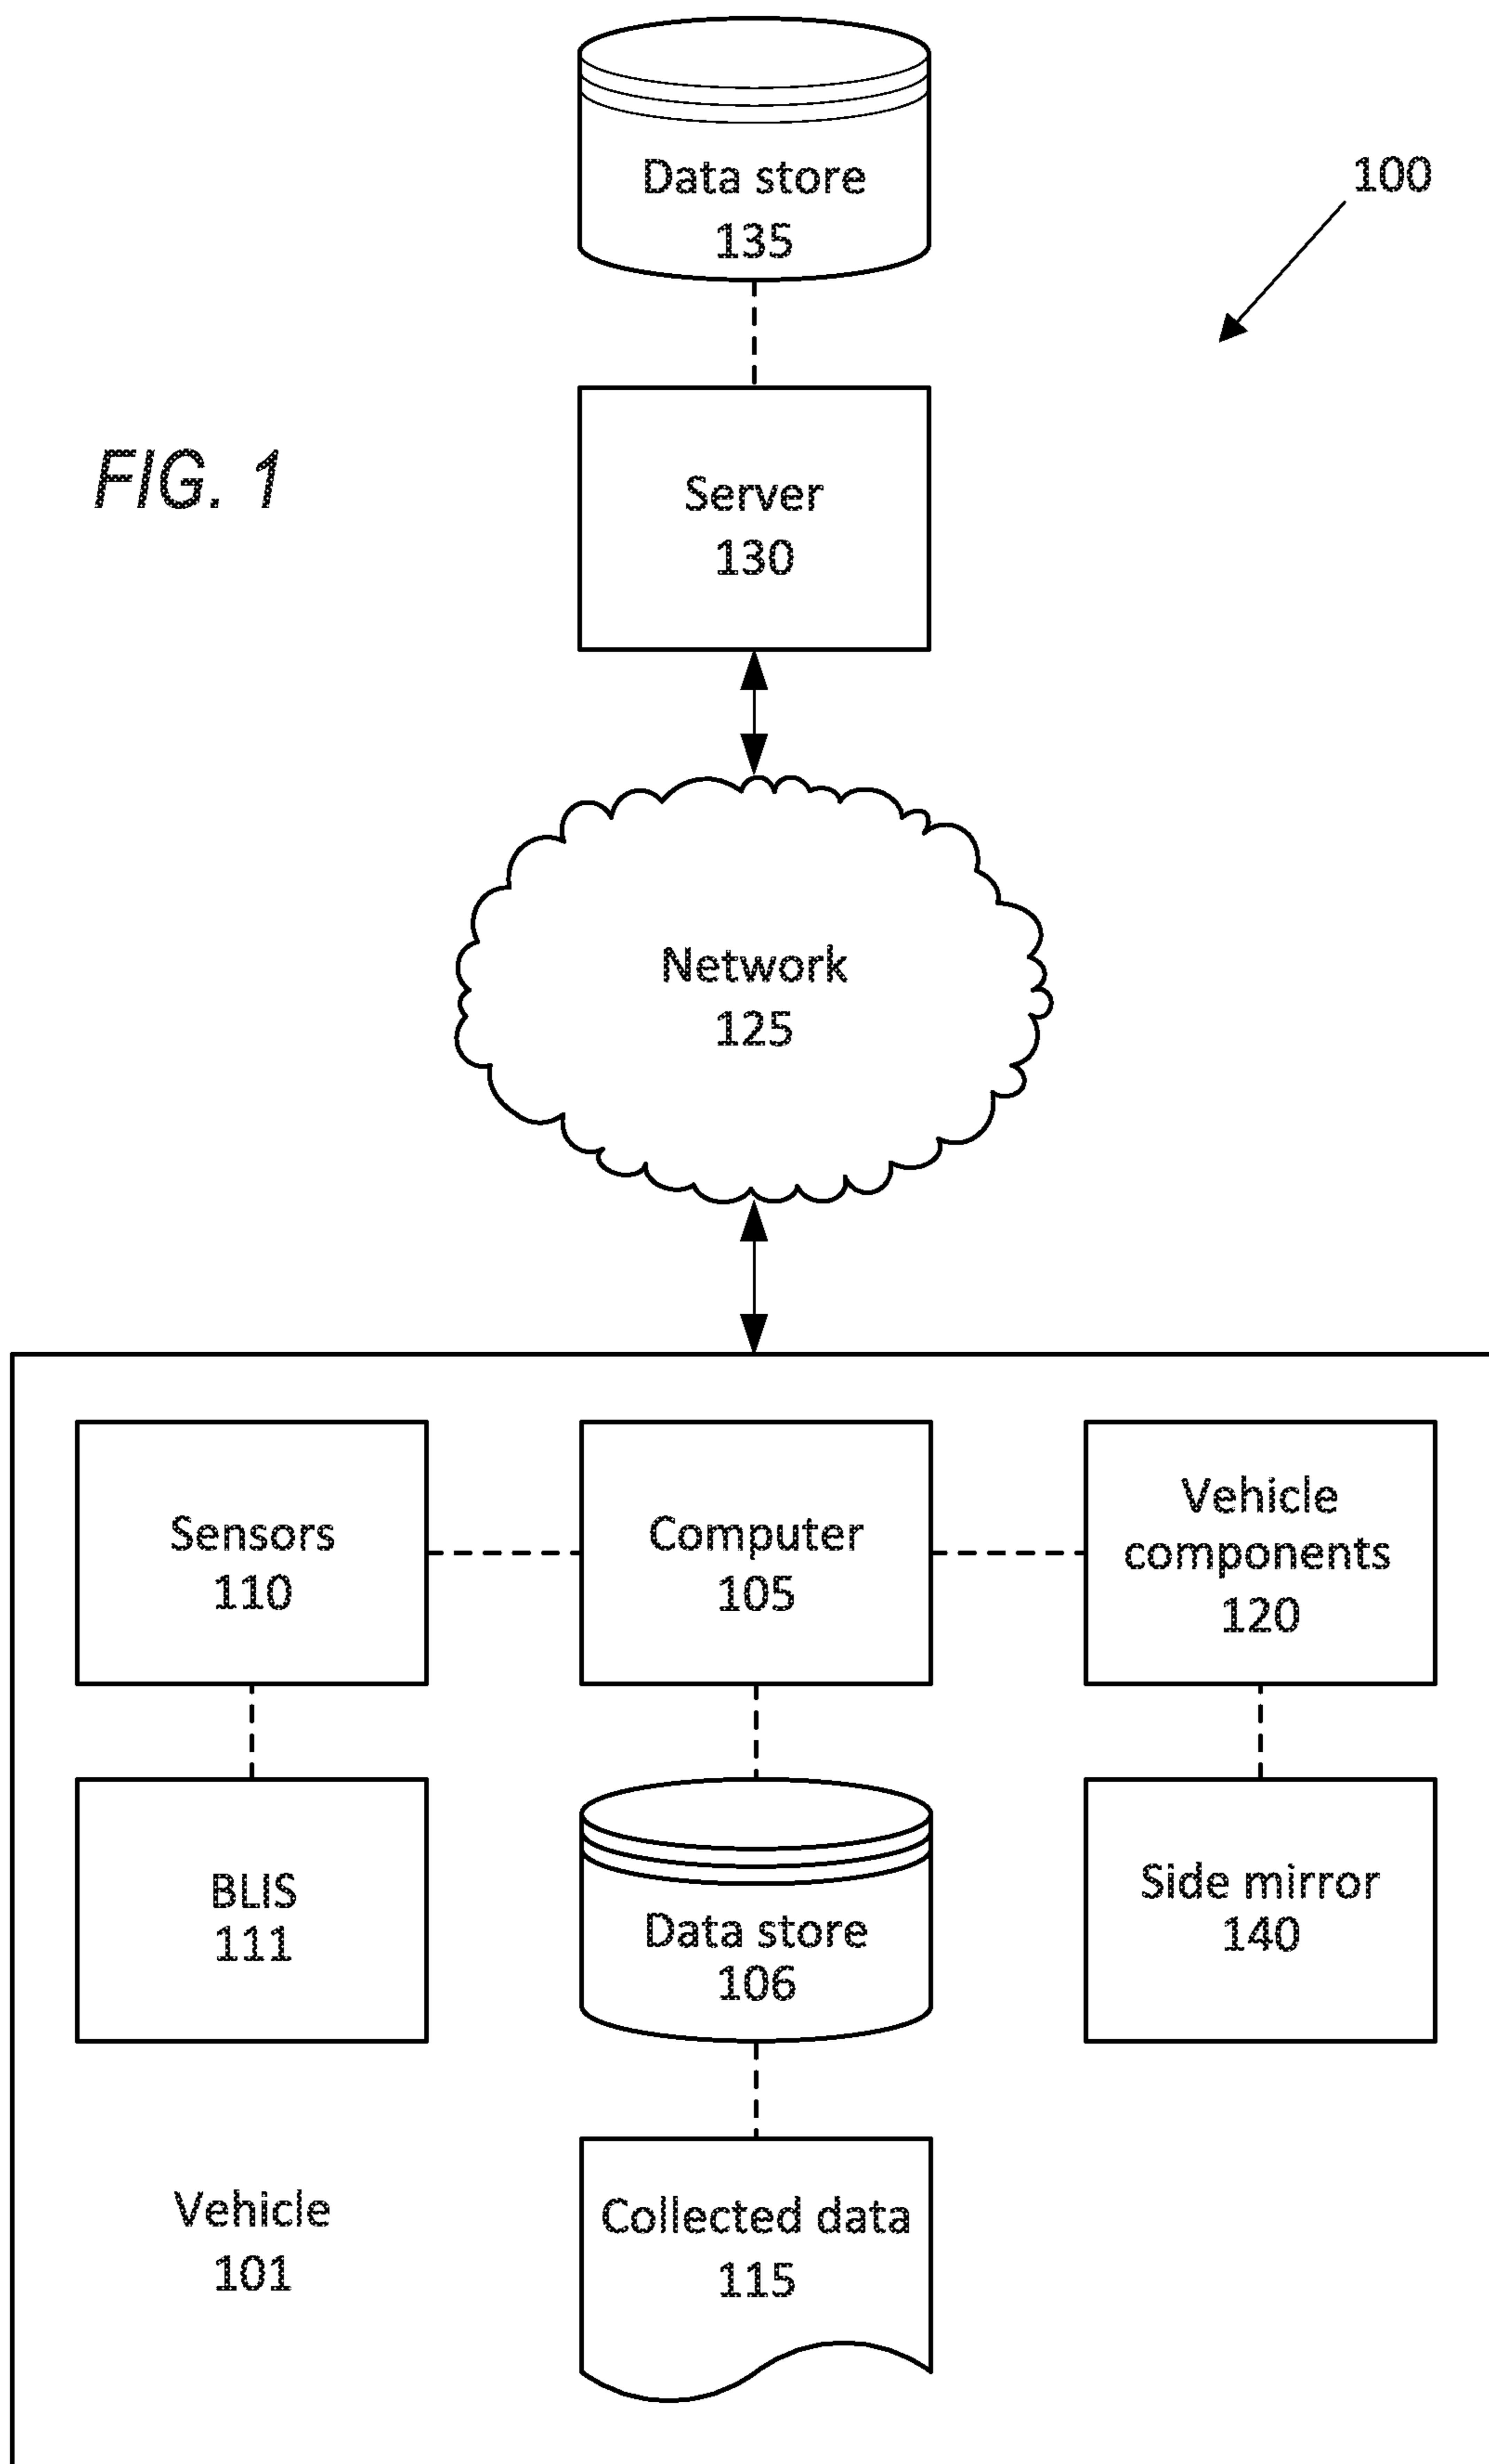 Data store
135
100
FIG. 1
Server
130
Network
125
Sensors
110
Computer
105
Vehicle
components
120
BLIS
111
Data store
106
Side mirror
140
Vehicle
101
Collected data
115